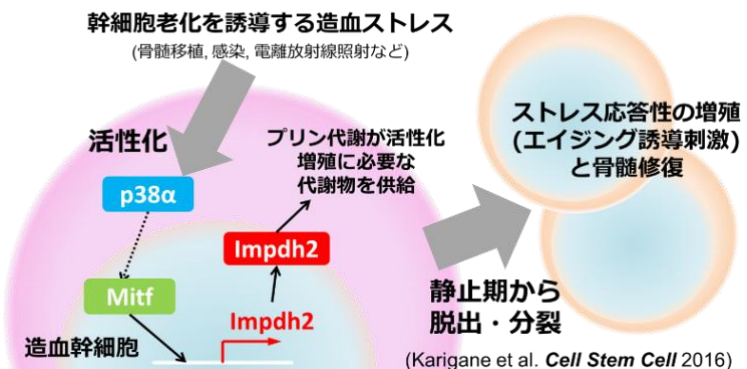 幹細胞老化を誘導する造血ストレス
(骨髄移植, 感染, 電離放射線照射など)
活性化
p38α
Mitf
造血幹細胞
プリン代謝が活性化
増殖に必要な
代謝物を供給
Impdh2
Impdh2
静止期から
脱出・分裂
ストレス応答性の増殖
(エイジング誘導刺激)
と骨髄修復
(Karigane et al. Cell Stem Cell 2016)